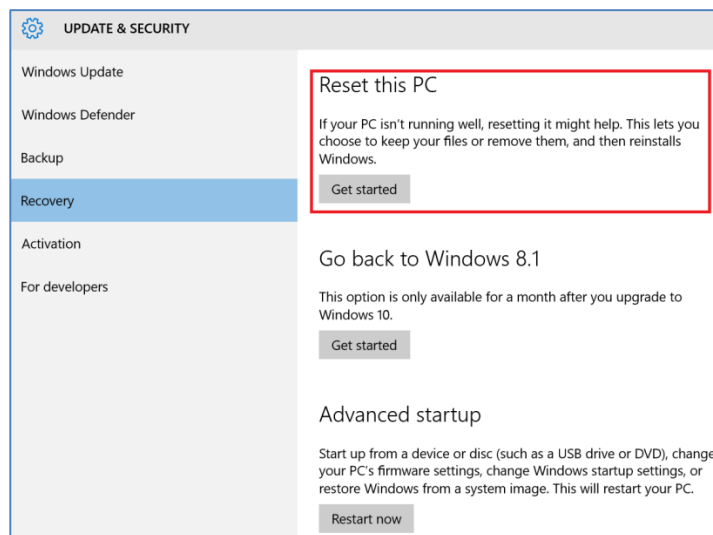 UPDATE & SECURITY
Windows Update
Windows Defender
Backup
Recovery
Activation
For developers
Reset this PC
If your PC isn't running well, resetting it might help. This lets you
choose to keep your files or remove them, and then reinstalls
Windows.
Get started
Go back to Windows 8.1
This option is only available for a month after you upgrade to
Windows 10.
Get started
Advanced startup
Start up from a device or disc (such as a USB drive or DVD), change
your PC's firmware settings, change Windows startup settings, or
restore Windows from a system image. This will restart your PC.
Restart now